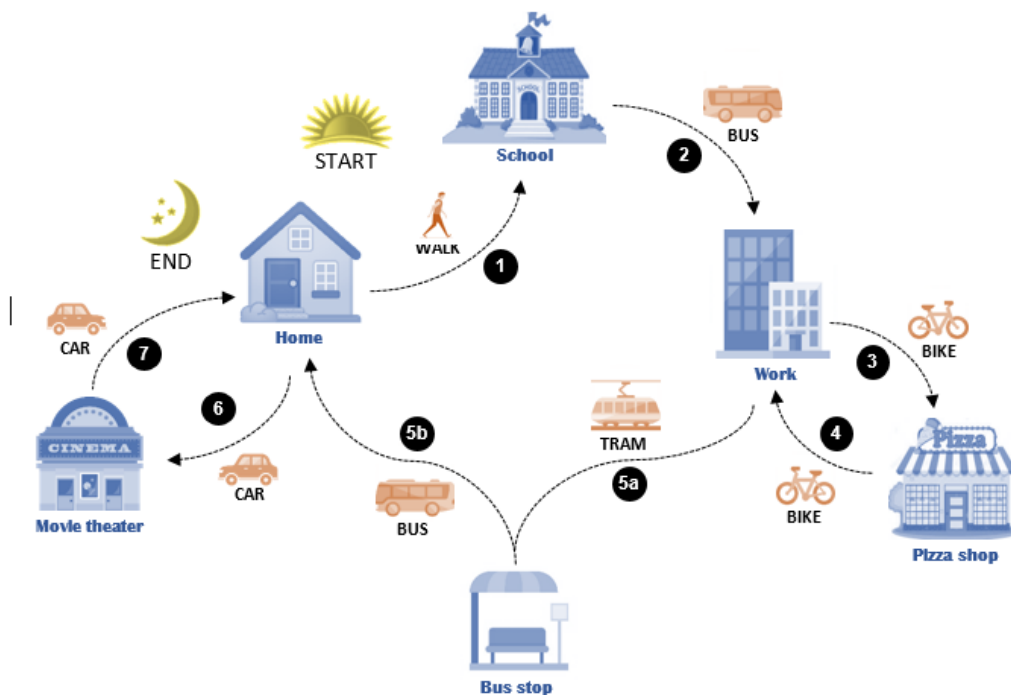 SCHOOL
School
BUS
2
START
WALK
1
END
Home
CAR
7
Work
BIKE
3
6
CINEMA
Movie theater
CAR
5b
BUS
TRAM
5a
4
BIKE
Pizza
Pizza shop
Bus stop